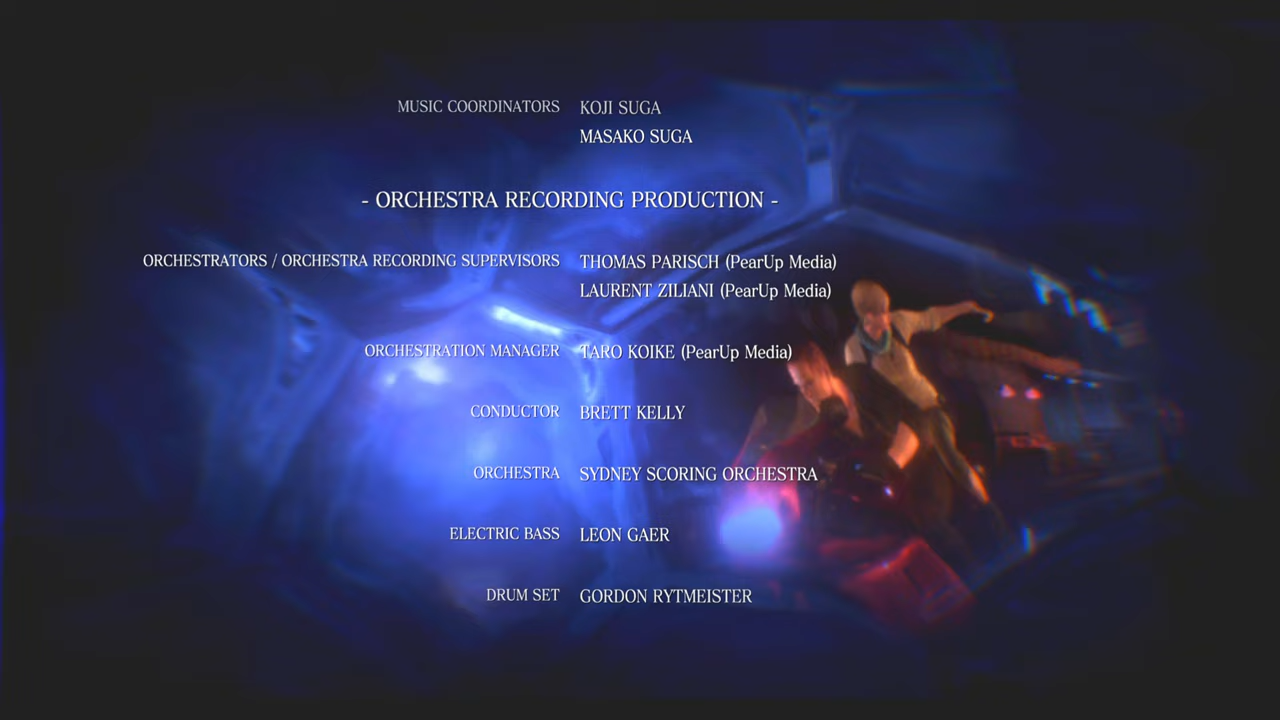 MUSIC COORDINATORS KOJI SUGA
MASAKO SUGA
- ORCHESTRA RECORDING PRODUCTION -
ORCHESTRATORS / ORCHESTRA RECORDING SUPERVISORS THOMAS PARISCH (PearUp Media)
LAURENT ZILIANI (PearUp Media)
ORCHESTRATION MANAGER TARO KOIKE (PearUp Media)
CONDUCTOR BRETT KELLY
ORCHESTRA SYDNEY SCORING ORCHESTRA
ELECTRIC BASS LEON GAER
DRUM SET GORDON RYTMEISTER